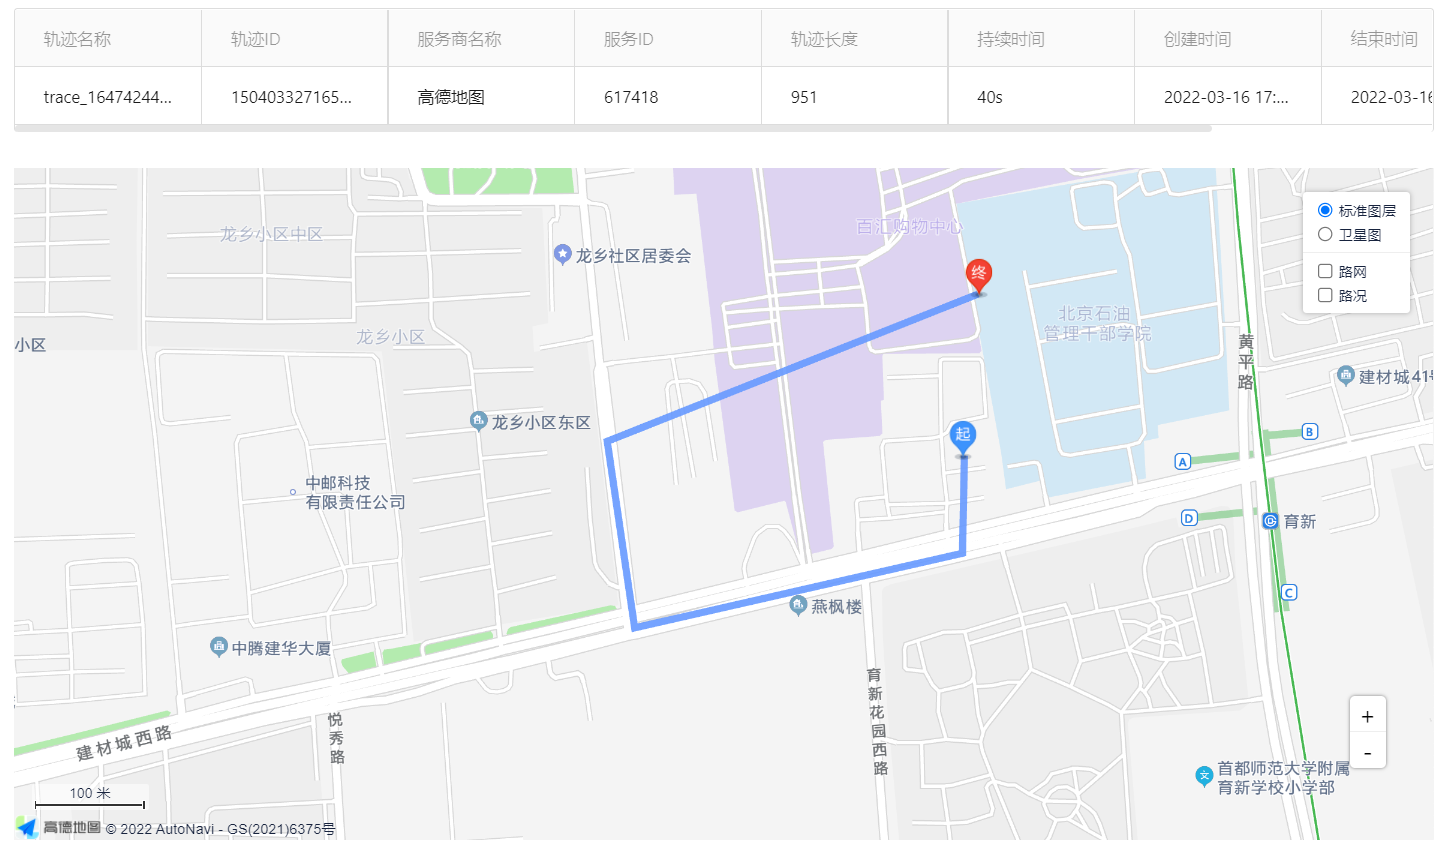 轨迹名称 轨迹ID 服务商名称 服务ID 轨迹长度 持续时间 创建时间 结束时间
trace_16474244... 150403327165... 高德地图 617418 951 40s 2022-03-16 17:... 2022-03-16
百汇购物中心
标准图层
卫星图
路网
路况
龙乡小区中区
龙乡社区居委会
终
北京石油
管理干部学院
龙乡小区
小区
黄平路
建材城41号
龙乡小区东区
起
B
A
中邮科技
有限责任公司
D
育新
C
燕枫楼
中腾建华大厦
育新花园西路
悦秀路
建材城西路
+
-
文
首都师范大学附属
育新学校小学部
100 米
高德地图 © 2022 AutoNavi - GS(2021)6375号